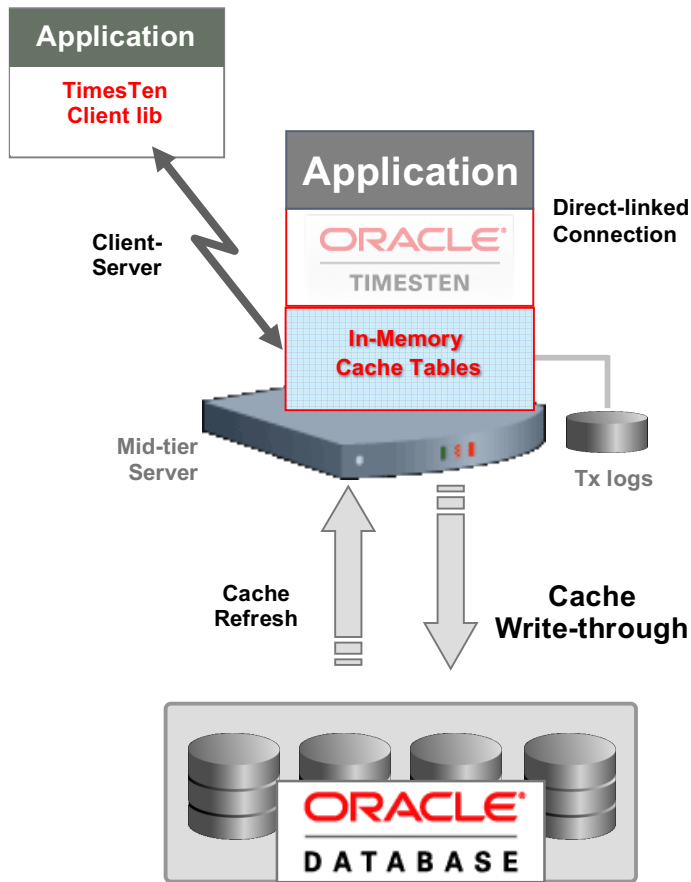 Application
TimesTen
Client lib
Application
ORACLE®
TIMESTEN
Direct-linked
Connection
Client-
Server
In-Memory
Cache Tables
Mid-tier
Server
Tx logs
Cache
Refresh
Cache
Write-through
ORACLE®
DATABASE